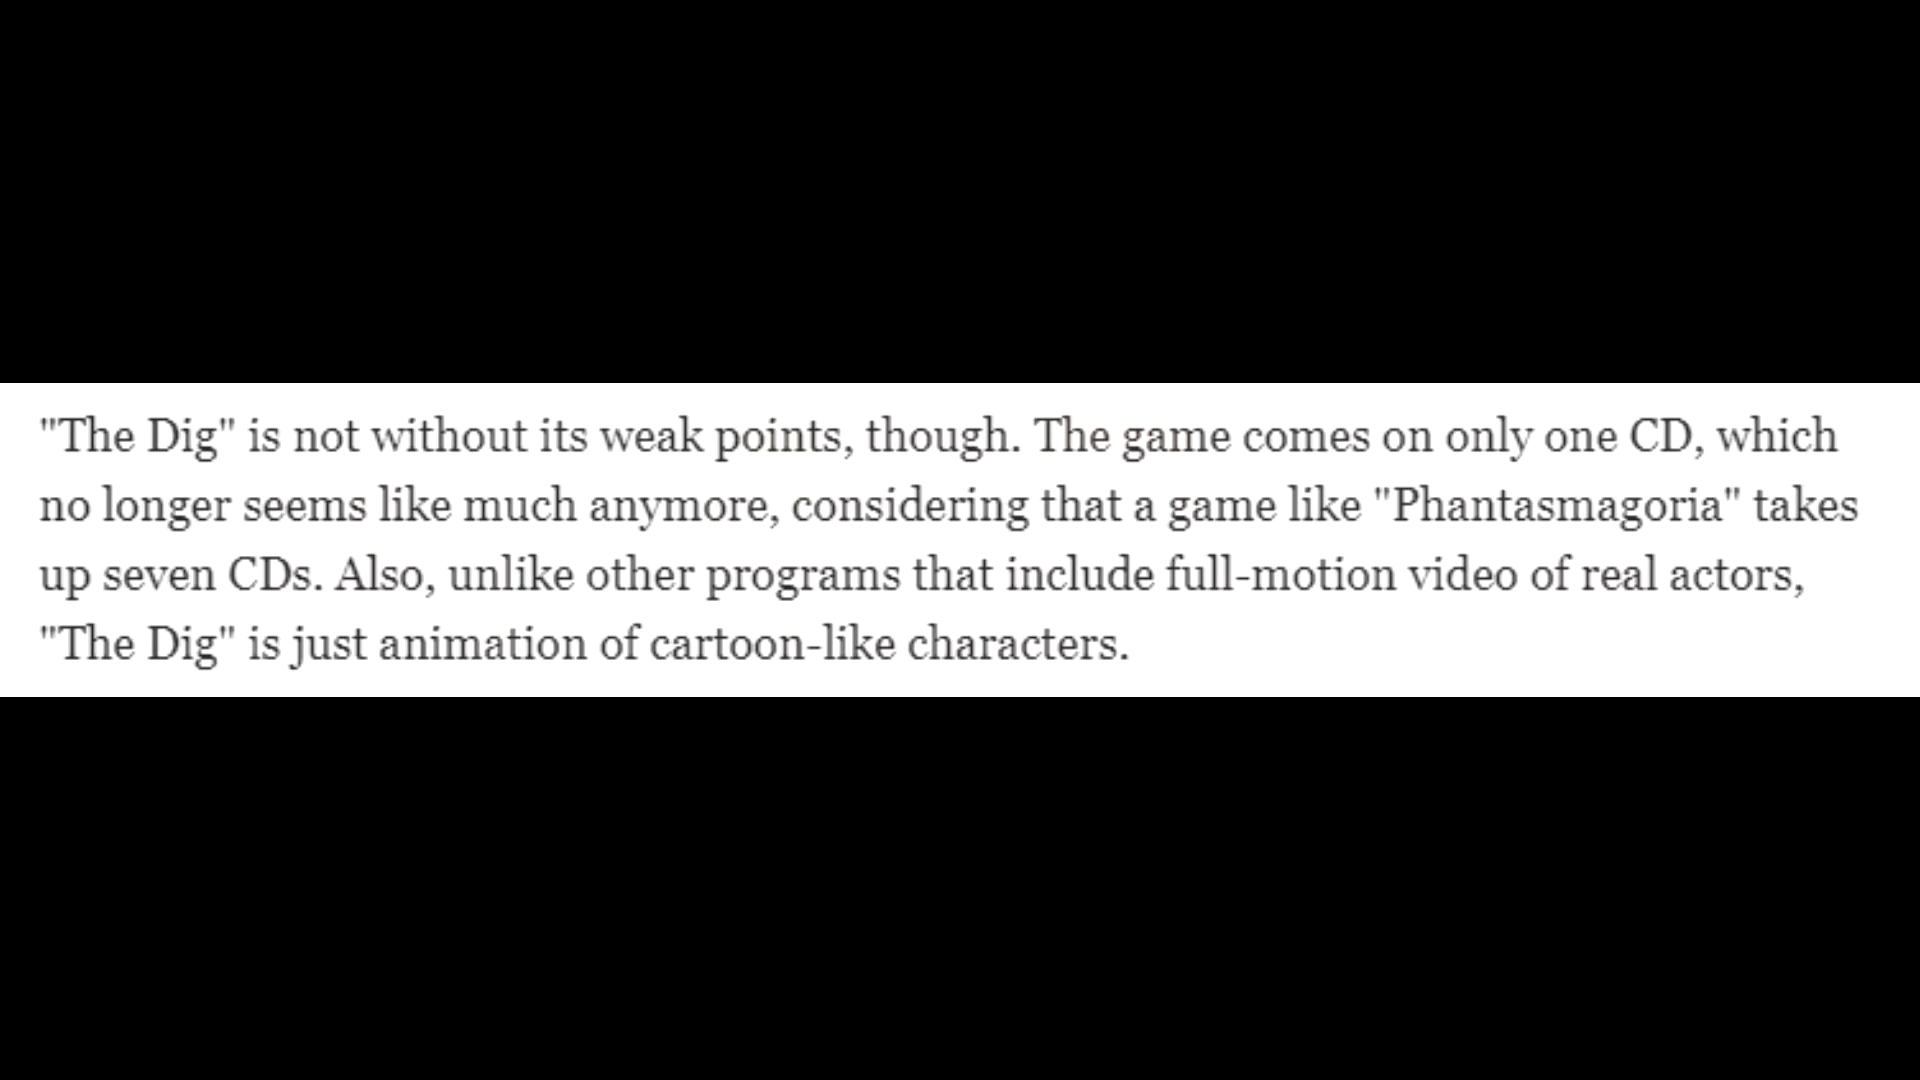 "The Dig" is not without its weak points, though. The game comes on only one CD, which
no longer seems like much anymore, considering that a game like "Phantasmagoria" takes
up seven CDs. Also, unlike other programs that include full-motion video of real actors,
"The Dig" is just animation of cartoon-like characters.